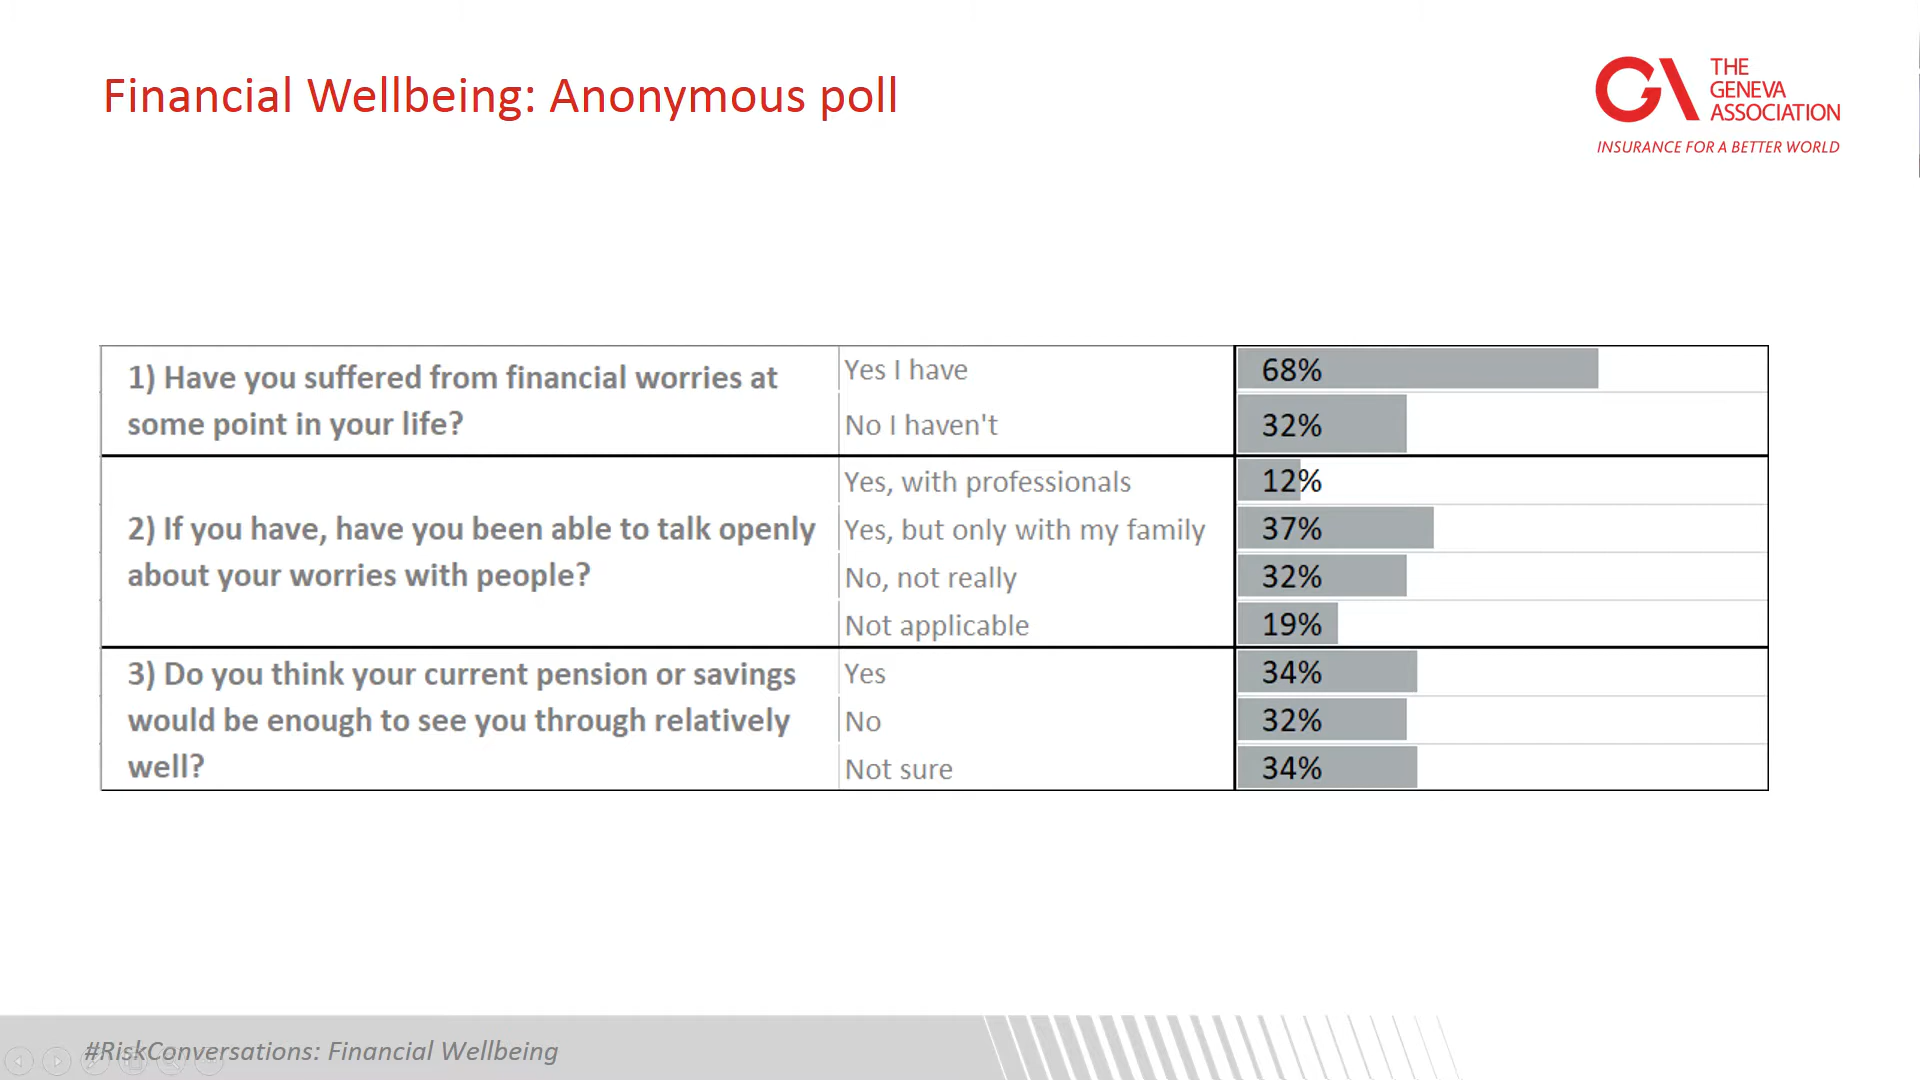 Financial Wellbeing: Anonymous poll
THE
GENEVA
ASSOCIATION
INSURANCE FOR A BETTER WORLD
1) Have you suffered from financial worries at
some point in your life?
Yes I have
68%
No I haven't
32%
2) If you have, have you been able to talk openly
about your worries with people?
Yes, with professionals
12%
Yes, but only with my family
37%
No, not really
32%
Not applicable
19%
3) Do you think your current pension or savings
would be enough to see you through relatively
well?
Yes
34%
No
32%
Not sure
34%
#RiskConversations: Financial Wellbeing